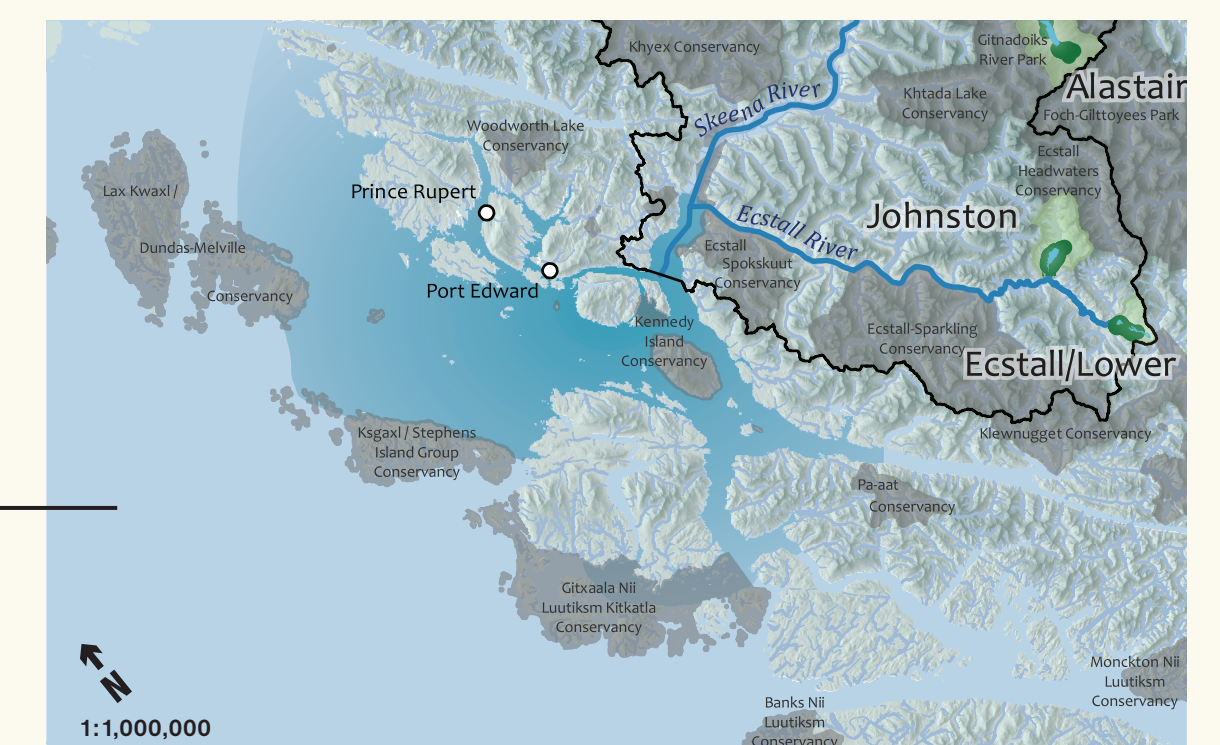 Khyex Conservancy
Gitnadoiks
River Park
Alastair
Skeena River
Khtada Lake
Conservancy
Foch-Gilttoyees Park
Woodworth Lake
Conservancy
Ecstall
Headwaters
Conservancy
Prince Rupert
Lax Kwaxl /
Dundas-Melville
Conservancy
Johnston
Ecstall River
Ecstall
Spokskuut
Conservancy
Port Edward
Kennedy
Island
Conservancy
Ecstall-Sparkling
Conservancy
Ecstall/Lower
Ksgaxl / Stephens
Island Group
Conservancy
Klewnugget Conservancy
Pa-aat
Conservancy
Gitxaala Nii
Luutiksm Kitkatla
Conservancy
N
1:1,000,000
Monckton Nii
Luutiksm
Conservancy
Banks Nii
Luutiksm
Conservancy